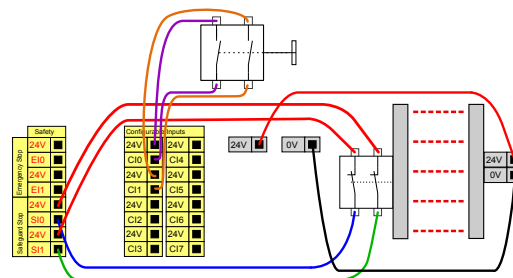 Safety
Emergency Stop
24V
EI0
24V
EI1
Safeguard Stop
24V
SI0
24V
SI1
Configurable Inputs
24V 24V
CI0 CI4
24V 24V
CI1 CI5
24V 24V
CI2 CI6
24V 24V
CI3 CI7
24V 0V
24V
0V